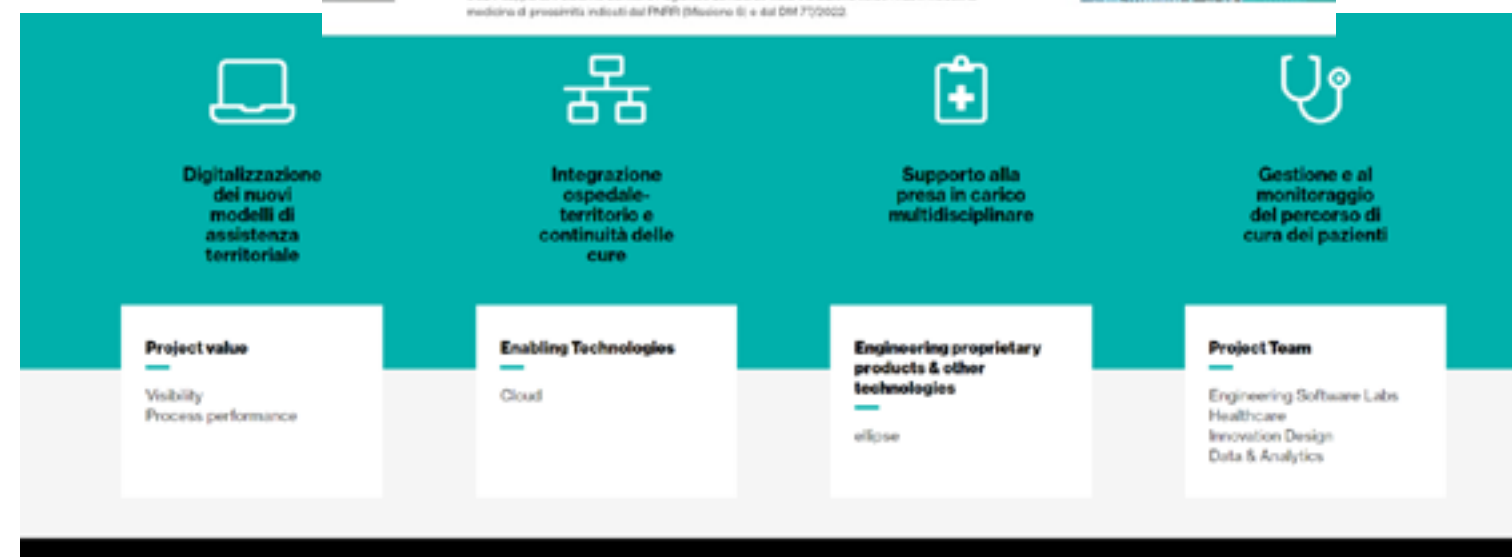 medicina di prossimità indicati dal PNRR (Missione 6) e dal DM 77/2022.
Digitalizzazione
dei nuovi
modelli di
assistenza
territoriale
Integrazione
ospedale-
territorio e
continuità delle
cure
Supporto alla
presa in carico
multidisciplinare
Gestione e al
monitoraggio
del percorso di
cura dei pazienti
Project value
Visibility
Process performance
Enabling Technologies
Cloud
Engineering proprietary
products & other
technologies
ellipse
Project Team
Engineering Software Labs
Healthcare
Innovation Design
Data & Analytics